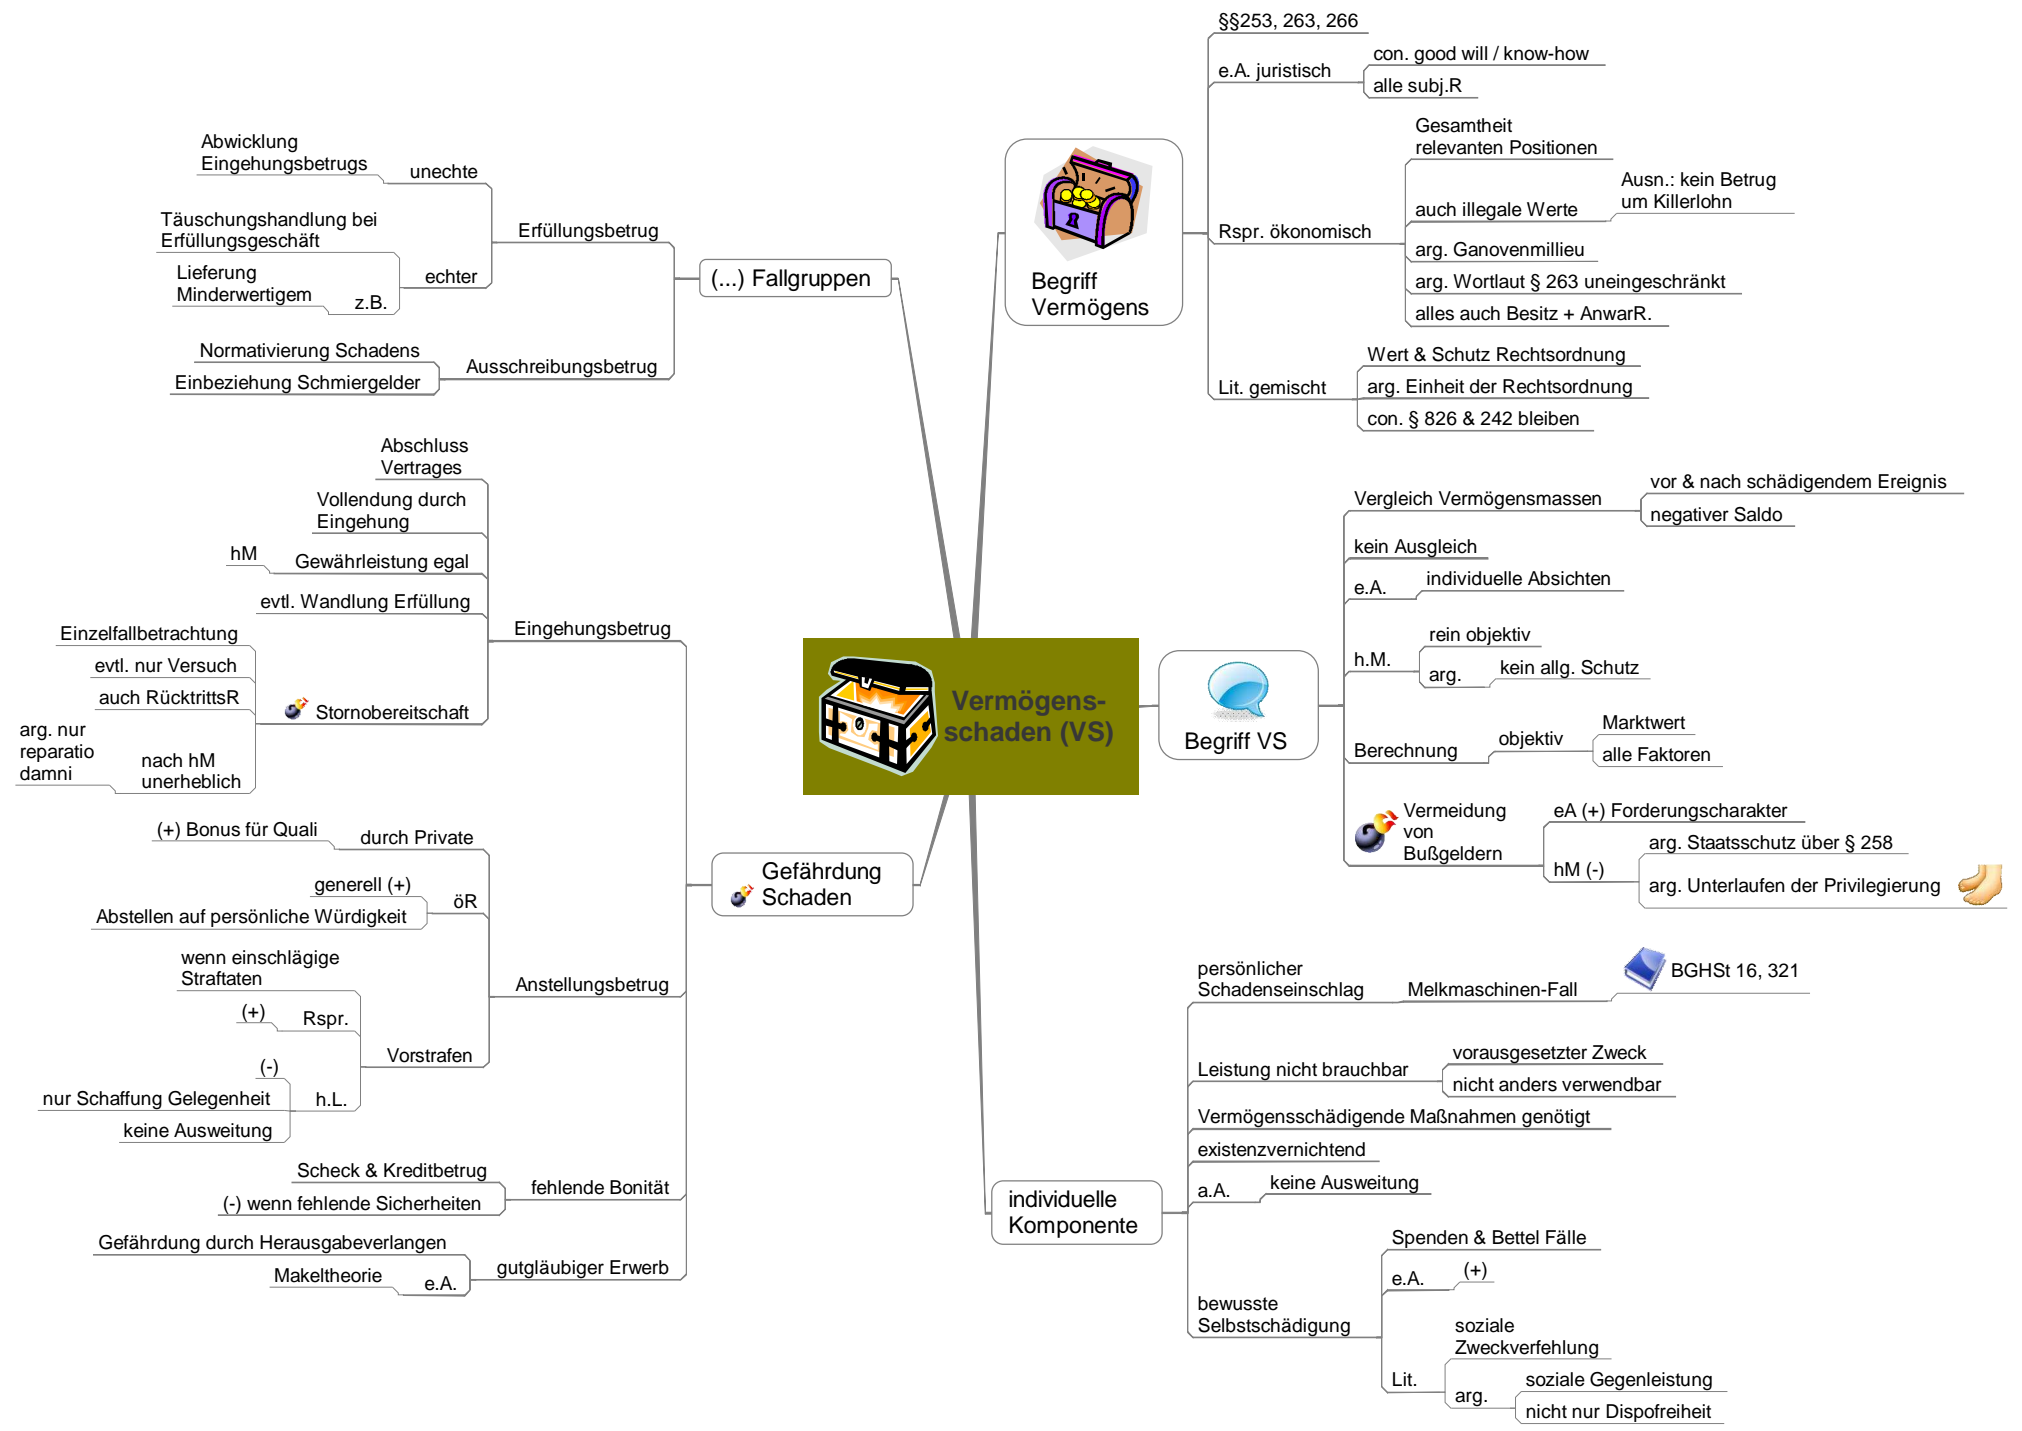 Vermögens-
schaden (VS)
Begriff
Vermögens
§§253, 263, 266
e.A. juristisch
con. good will / know-how
alle subj.R
Rspr. ökonomisch
Gesamtheit
relevanten Positionen
auch illegale Werte
Ausn.: kein Betrug
um Killerlohn
arg. Ganovenmillieu
arg. Wortlaut § 263 uneingeschränkt
alles auch Besitz + AnwarR.
Lit. gemischt
Wert & Schutz Rechtsordnung
arg. Einheit der Rechtsordnung
con. § 826 & 242 bleiben
Begriff VS
Vergleich Vermögensmassen
vor & nach schädigendem Ereignis
negativer Saldo
kein Ausgleich
e.A.
individuelle Absichten
h.M.
rein objektiv
arg.
kein allg. Schutz
Berechnung
objektiv
Marktwert
alle Faktoren
Vermeidung
von
Bußgeldern
eA (+) Forderungscharakter
hM (-)
arg. Staatsschutz über § 258
arg. Unterlaufen der Privilegierung
individuelle
Komponente
persönlicher
Schadenseinschlag
Melkmaschinen-Fall
BGHSt 16, 321
Leistung nicht brauchbar
vorausgesetzter Zweck
nicht anders verwendbar
Vermögensschädigende Maßnahmen genötigt
existenzvernichtend
a.A.
keine Ausweitung
bewusste
Selbstschädigung
Spenden & Bettel Fälle
e.A.
(+)
Lit.
soziale
Zweckverfehlung
arg.
soziale Gegenleistung
nicht nur Dispofreiheit
(...) Fallgruppen
Erfüllungsbetrug
unechte
Abwicklung
Eingehungsbetrugs
echter
Täuschungshandlung bei
Erfüllungsgeschäft
z.B.
Lieferung
Minderwertigem
Ausschreibungsbetrug
Normativierung Schadens
Einbeziehung Schmiergelder
Gefährdung
Schaden
Eingehungsbetrug
Abschluss
Vertrages
Vollendung durch
Eingehung
Gewährleistung egal
hM
evtl. Wandlung Erfüllung
Stornobereitschaft
Einzelfallbetrachtung
evtl. nur Versuch
auch RücktrittsR
nach hM
unerheblich
arg. nur
reparatio
damni
Anstellungsbetrug
durch Private
(+) Bonus für Quali
öR
generell (+)
Abstellen auf persönliche Würdigkeit
Vorstrafen
wenn einschlägige
Straftaten
Rspr.
(+)
h.L.
(-)
nur Schaffung Gelegenheit
keine Ausweitung
fehlende Bonität
Scheck & Kreditbetrug
(-) wenn fehlende Sicherheiten
gutgläubiger Erwerb
Gefährdung durch Herausgabeverlangen
e.A.
Makeltheorie